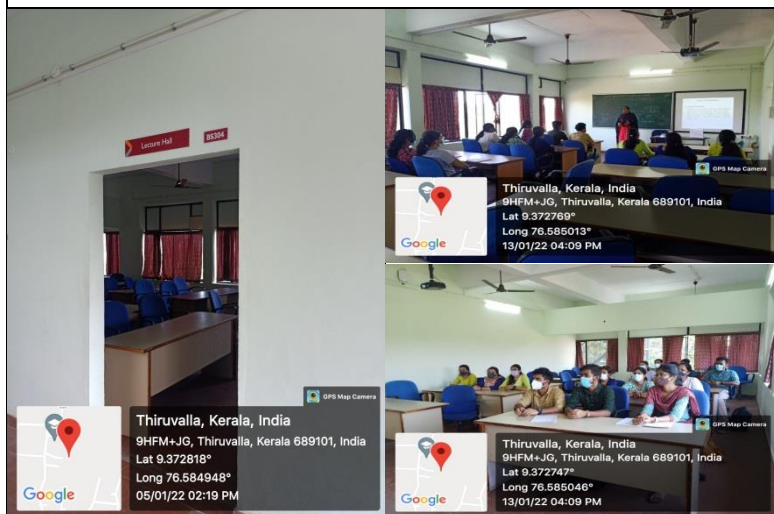 Lecture Hall
BS304
GPS Map Camera
Thiruvalla, Kerala, India
9HFM+JG, Thiruvalla, Kerala 689101, India
Lat 9.372818°
Long 76.584948°
05/01/22 02:19 PM
Google
GPS Map Camera
Thiruvalla, Kerala, India
9HFM+JG, Thiruvalla, Kerala 689101, India
Lat 9.372769°
Long 76.585013°
13/01/22 04:09 PM
Google
GPS Map Camera
Thiruvalla, Kerala, India
9HFM+JG, Thiruvalla, Kerala 689101, India
Lat 9.372747°
Long 76.585046°
13/01/22 04:09 PM
Google